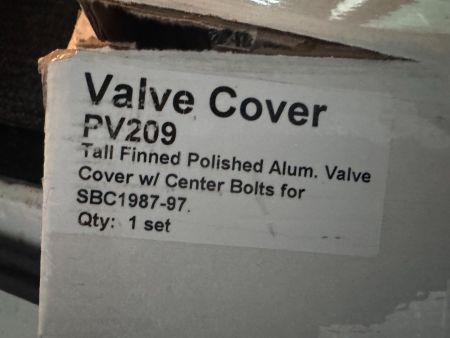 Valve Cover
PV209
Tall Finned Polished Alum. Valve
Cover w/ Center Bolts for
SBC1987-97.
Qty: 1 set